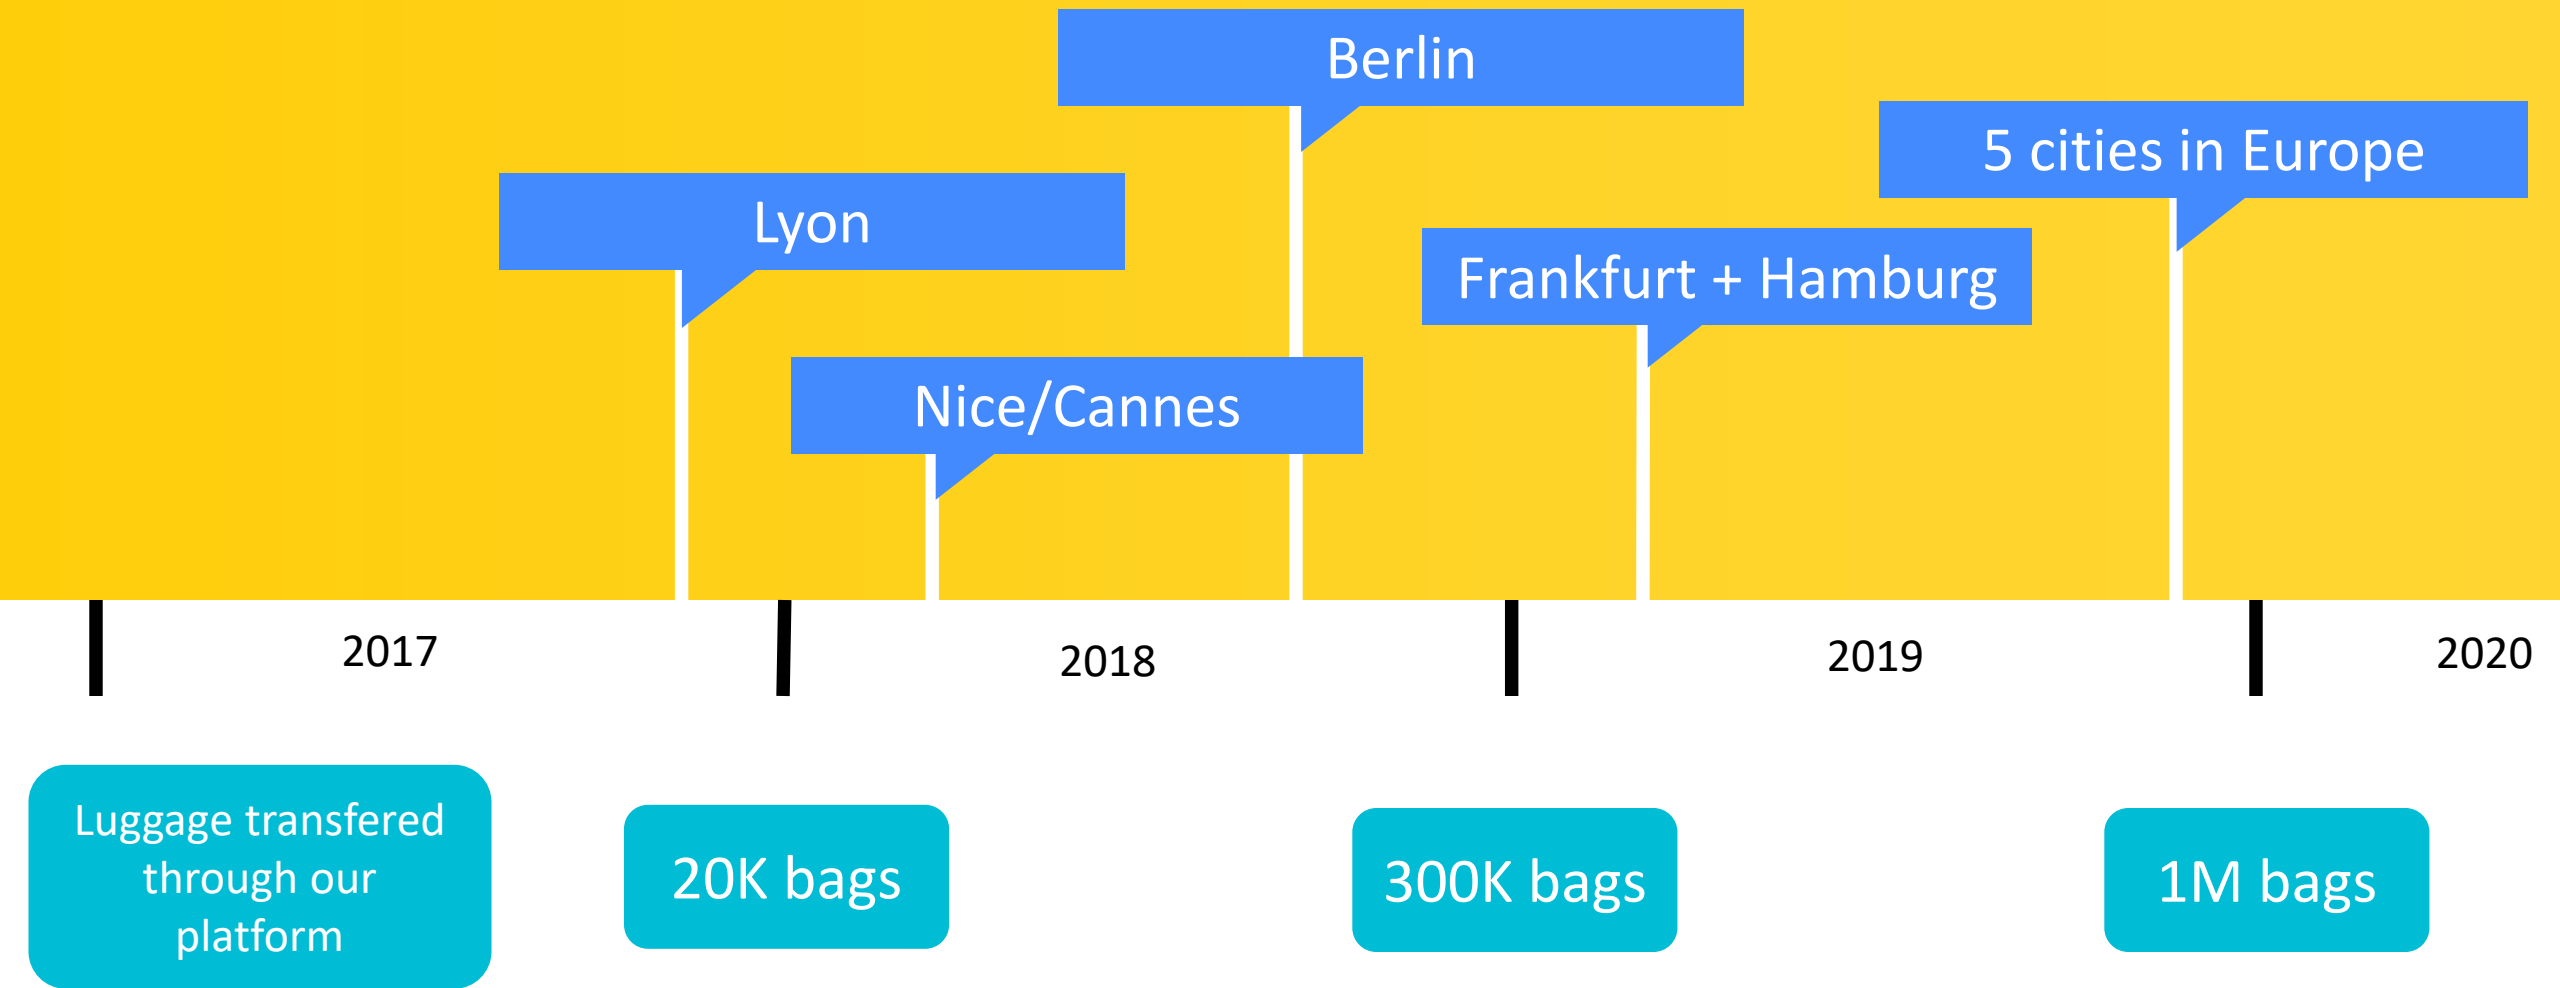 Berlin
5 cities in Europe
Lyon
Frankfurt + Hamburg
Nice/Cannes
2017
2018
2019
2020
Luggage transfered
through our
platform
20K bags
300K bags
1M bags